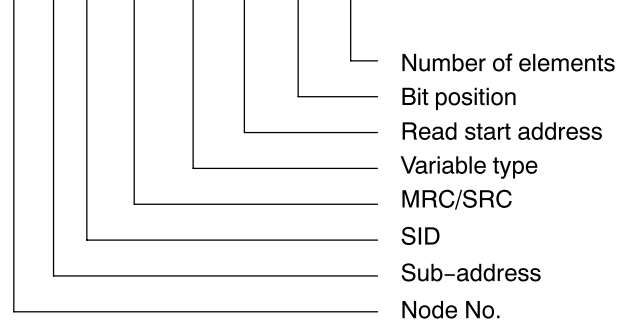 Number of elements
Bit position
Read start address
Variable type
MRC/SRC
SID
Sub-address
Node No.